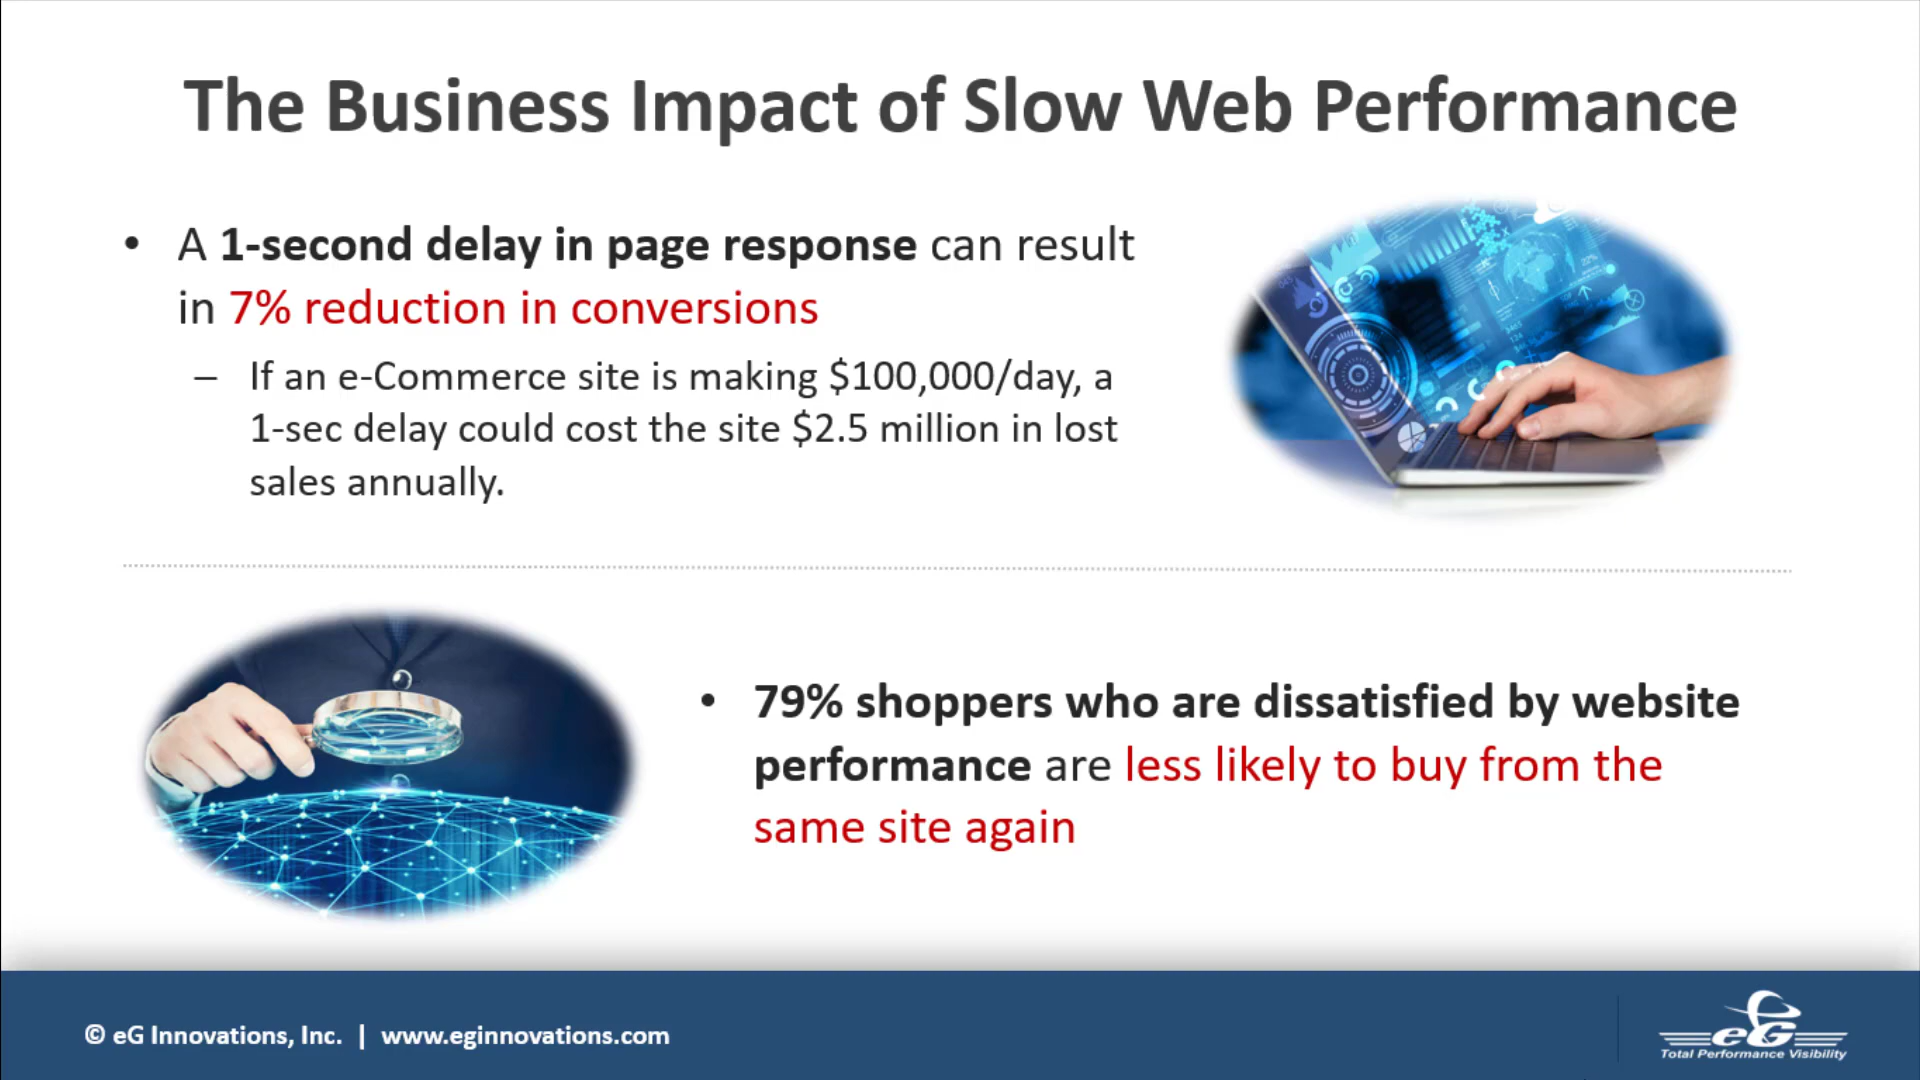 The Business Impact of Slow Web Performance
• A 1-second delay in page response can result
in 7% reduction in conversions
– If an e-Commerce site is making $100,000/day, a
1-sec delay could cost the site $2.5 million in lost
sales annually.
• 79% shoppers who are dissatisfied by website
performance are less likely to buy from the
same site again
© eG Innovations, Inc. | www.eginnovations.com
eG
Total Performance Visibility